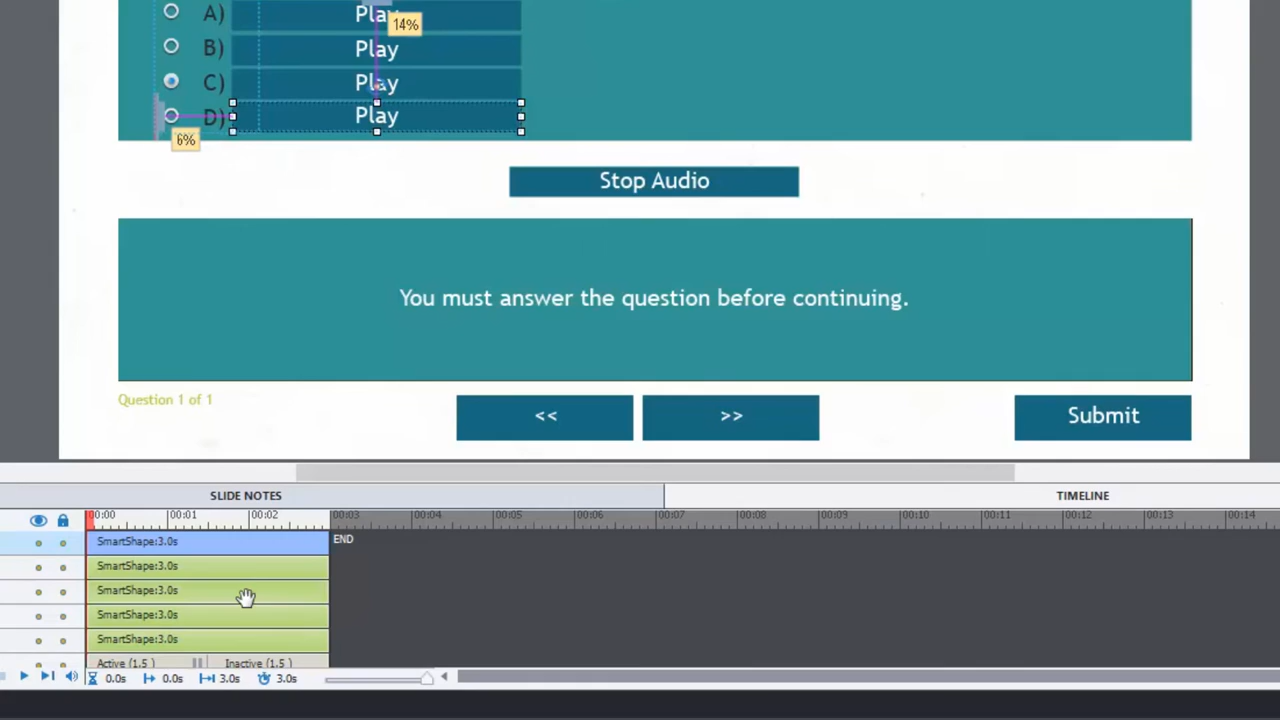 A) Play
14%
B) Play
C) Play
D) Play
6%
Stop Audio
You must answer the question before continuing.
Question 1 of 1
<< >> Submit
SLIDE NOTES TIMELINE
00:00 00:01 00:02 00:03 00:04 00:05 00:06 00:07 00:08 00:09 00:10 00:11 00:12 00:13 00:14
SmartShape:3.0s END
SmartShape:3.0s
SmartShape:3.0s
SmartShape:3.0s
SmartShape:3.0s
Active (1.5 ) Inactive (1.5 )
0.0s 0.0s 3.0s 3.0s